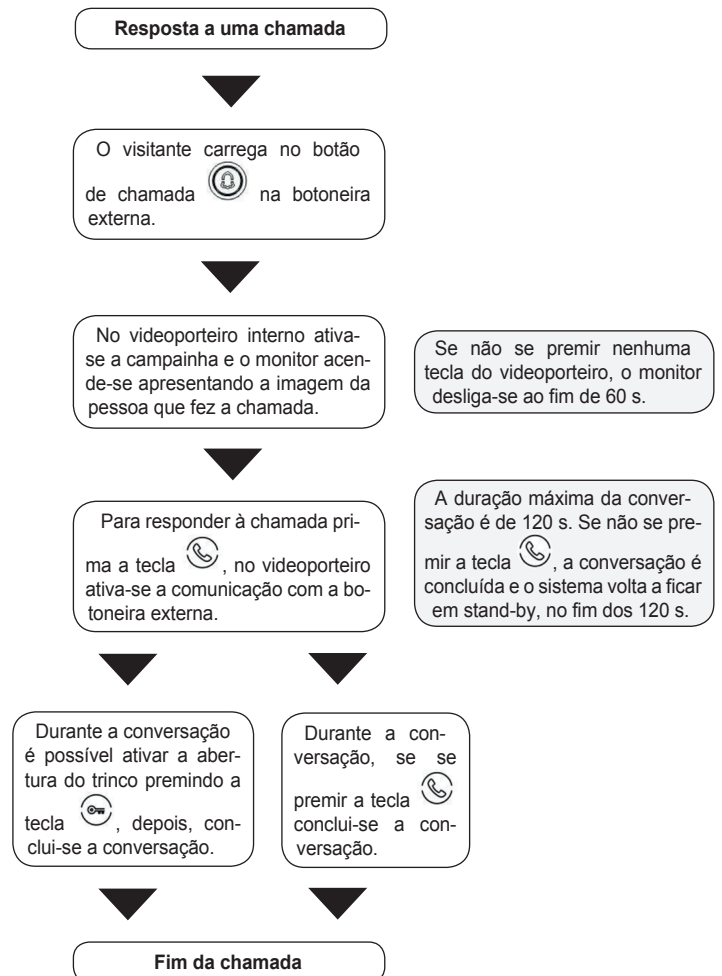 Resposta a uma chamada
O visitante carrega no botão
de chamada na botoneira
externa.
No videoporteiro interno ativa-
se a campainha e o monitor acen-
de-se apresentando a imagem da
pessoa que fez a chamada.
Se não se premir nenhuma
tecla do videoporteiro, o monitor
desliga-se ao fim de 60 s.
Para responder à chamada pri-
ma a tecla , no videoporteiro
ativa-se a comunicação com a bo-
toneira externa.
A duração máxima da conver-
sação é de 120 s. Se não se pre-
mir a tecla , a conversação é
concluída e o sistema volta a ficar
em stand-by, no fim dos 120 s.
Durante a conversação
é possível ativar a aber-
tura do trinco premindo a
tecla , depois, con-
clui-se a conversação.
Durante a con-
versação, se se
premir a tecla
conclui-se a con-
versação.
Fim da chamada